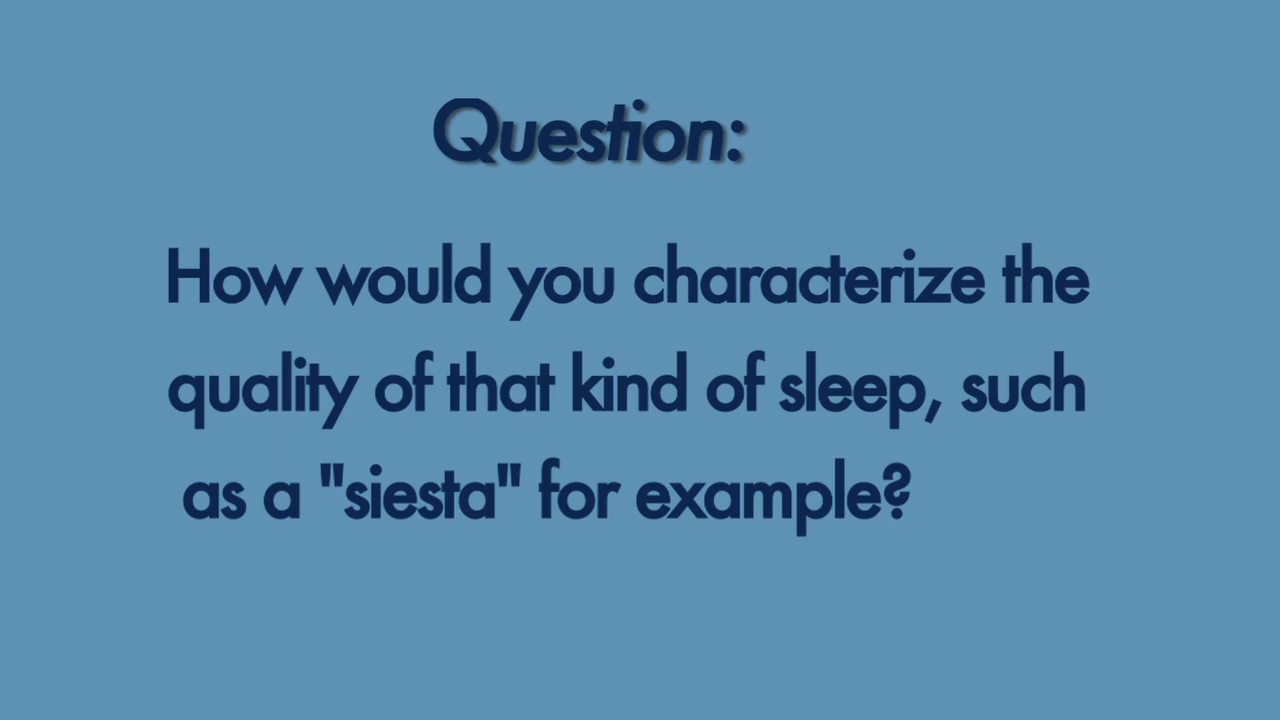 Question:
How would you characterize the
quality of that kind of sleep, such
as a "siesta" for example?